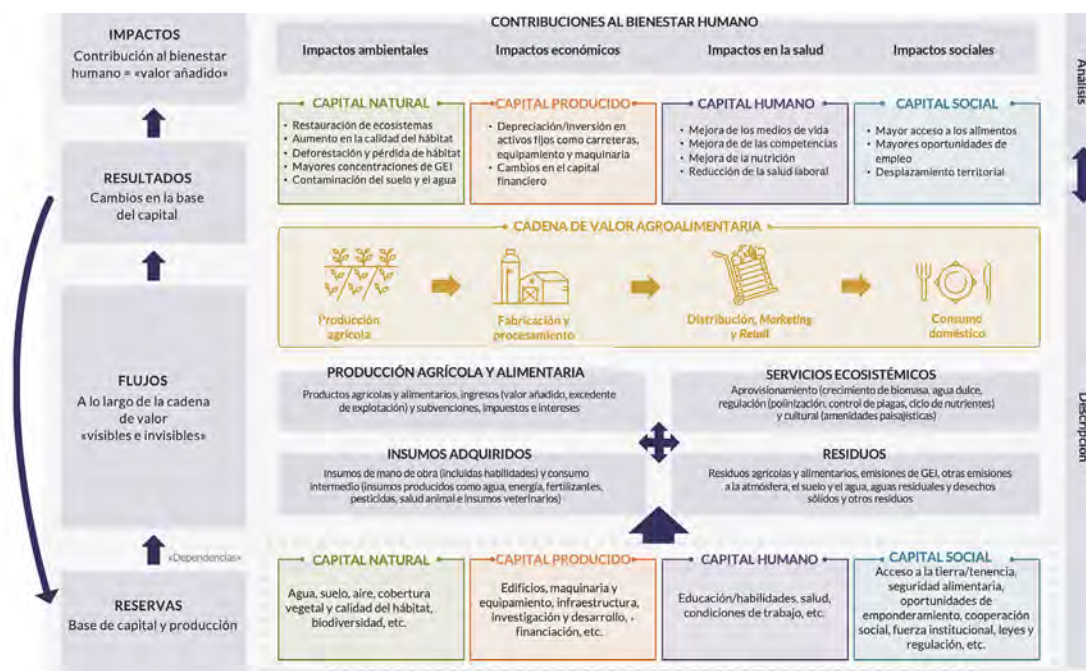 IMPACTOS
Contribución al bienestar
humano = «valor añadido»
RESULTADOS
Cambios en la base
del capital
FLUJOS
A lo largo de la cadena
de valor
«visibles e invisibles»
«Dependencias»
RESERVAS
Base de capital y producción
CONTRIBUCIONES AL BIENESTAR HUMANO
Impactos ambientales
Impactos económicos
Impactos en la salud
Impactos sociales
CAPITAL NATURAL
• Restauración de ecosistemas
• Aumento en la calidad del hábitat
• Deforestación y pérdida de hábitat
• Mayores concentraciones de GEI
• Contaminación del suelo y el agua
CAPITAL PRODUCIDO
• Depreciación/inversión en
activos fijos como carreteras,
equipamiento y maquinaria
• Cambios en el capital
financiero
CAPITAL HUMANO
• Mejora de los medios de vida
• Mejora de de las competencias
• Mejora de la nutrición
• Reducción de la salud laboral
CAPITAL SOCIAL
• Mayor acceso a los alimentos
• Mayores oportunidades de
empleo
• Desplazamiento territorial
CADENA DE VALOR AGROALIMENTARIA
Producción
agrícola
Fabricación y
procesamiento
Distribución, Marketing
y Retail
Consumo
doméstico
PRODUCCIÓN AGRÍCOLA Y ALIMENTARIA
Productos agrícolas y alimentarios, ingresos (valor añadido, excedente
de explotación) y subvenciones, impuestos e intereses
SERVICIOS ECOSISTÉMICOS
Aprovisionamiento (crecimiento de biomasa, agua dulce,
regulación (polinización, control de plagas, ciclo de nutrientes)
y cultural (amenidades paisajísticas)
INSUMOS ADQUIRIDOS
Insumos de mano de obra (incluidas habilidades) y consumo
intermedio (insumos producidos como agua, energía, fertilizantes,
pesticidas, salud animal e insumos veterinarios)
RESIDUOS
Residuos agrícolas y alimentarios, emisiones de GEI, otras emisiones
a la atmósfera, el suelo y el agua, aguas residuales y desechos
sólidos y otros residuos
CAPITAL NATURAL
Agua, suelo, aire, cobertura
vegetal y calidad del hábitat,
biodiversidad, etc.
CAPITAL PRODUCIDO
Edificios, maquinaria y
equipamiento, infraestructura,
investigación y desarrollo, .
financiación, etc.
CAPITAL HUMANO
Educación/habilidades, salud,
condiciones de trabajo, etc.
CAPITAL SOCIAL
Acceso a la tierra/tenencia,
seguridad alimentaria,
oportunidades de
emponderamiento, cooperación
social, fuerza institucional, leyes y
regulación, etc.
Análisis
Descripción